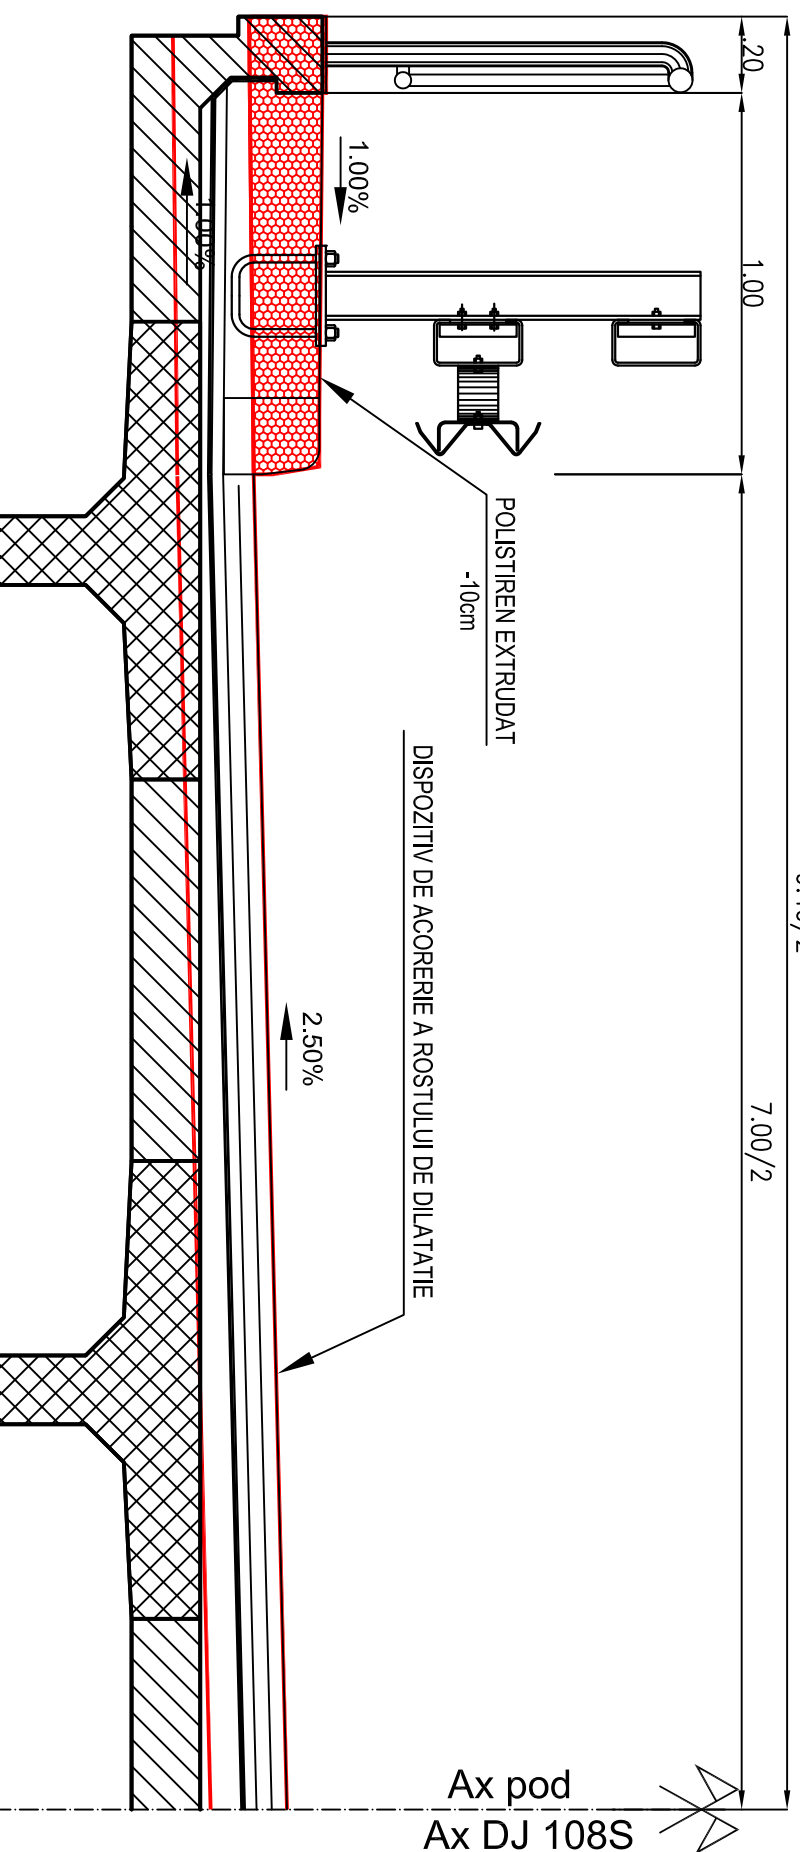 .20
1.00%
1.00%
1.00
POLISTIREN EXTRUDAT
-10cm
DISPOZITIV DE ACORERIE A ROSTULUI DE DILATATIE
2.50%
7.00/2
Ax pod
Ax DJ 108S